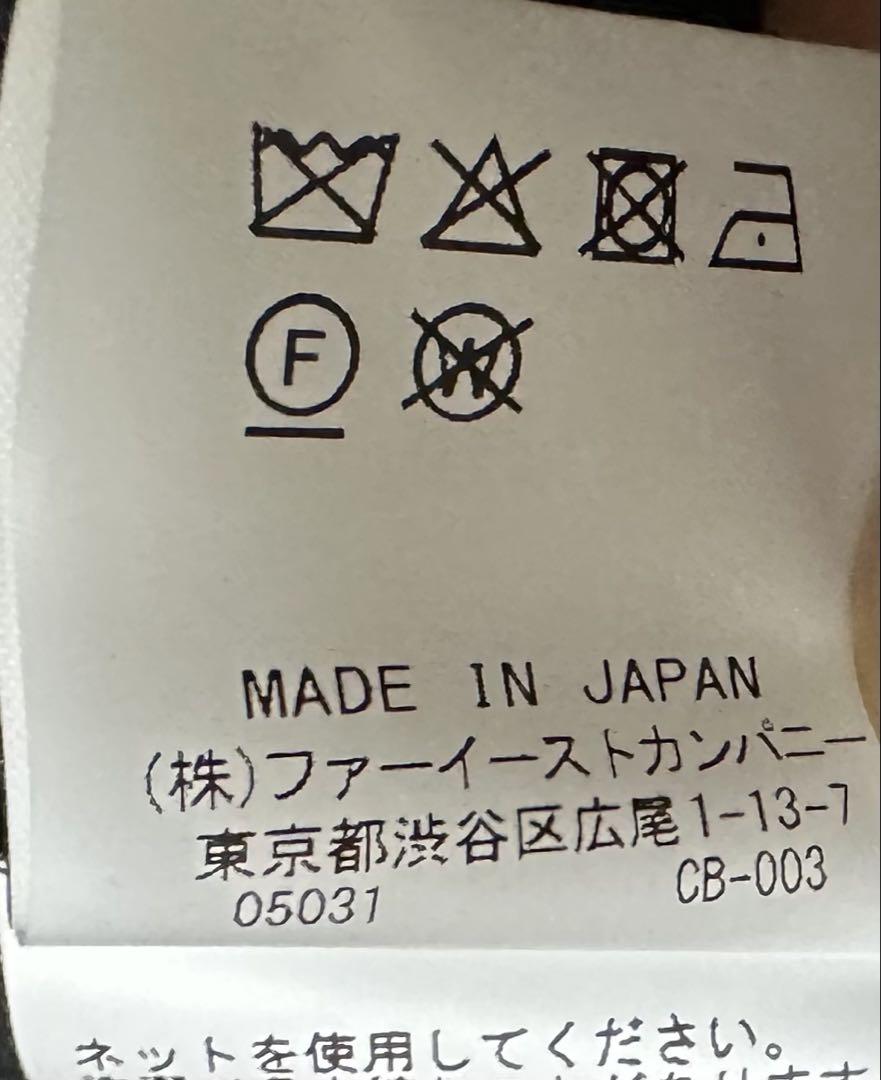 F
W
MADE IN JAPAN
(株)ファーイーストカンパニー
東京都渋谷区広尾1-13-7
05031 CB-003
ネットを使用してください。